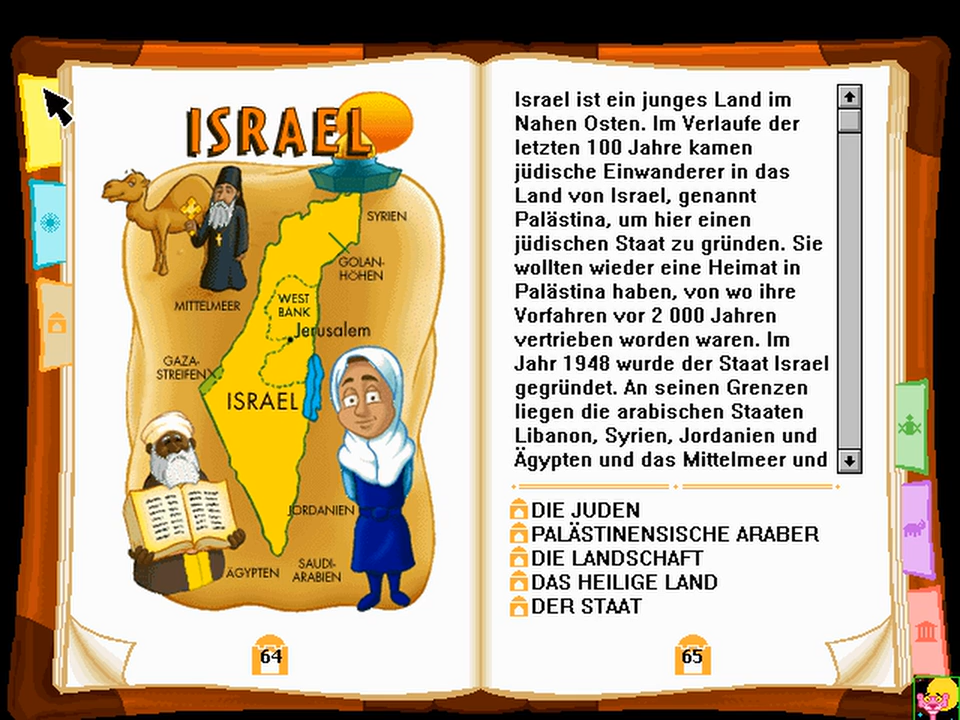 ISRAEL
SYRIEN
GOLAN-
HÖHEN
MITTELMEER
WEST
BANK
Jerusalem
GAZA-
STREIFEN
ISRAEL
JORDANIEN
ÄGYPTEN
SAUDI-
ARABIEN
64
Israel ist ein junges Land im
Nahen Osten. Im Verlaufe der
letzten 100 Jahre kamen
jüdische Einwanderer in das
Land von Israel, genannt
Palästina, um hier einen
jüdischen Staat zu gründen. Sie
wollten wieder eine Heimat in
Palästina haben, von wo ihre
Vorfahren vor 2 000 Jahren
vertrieben worden waren. Im
Jahr 1948 wurde der Staat Israel
gegründet. An seinen Grenzen
liegen die arabischen Staaten
Libanon, Syrien, Jordanien und
Ägypten und das Mittelmeer und
DIE JUDEN
PALÄSTINENSISCHE ARABER
DIE LANDSCHAFT
DAS HEILIGE LAND
DER STAAT
65